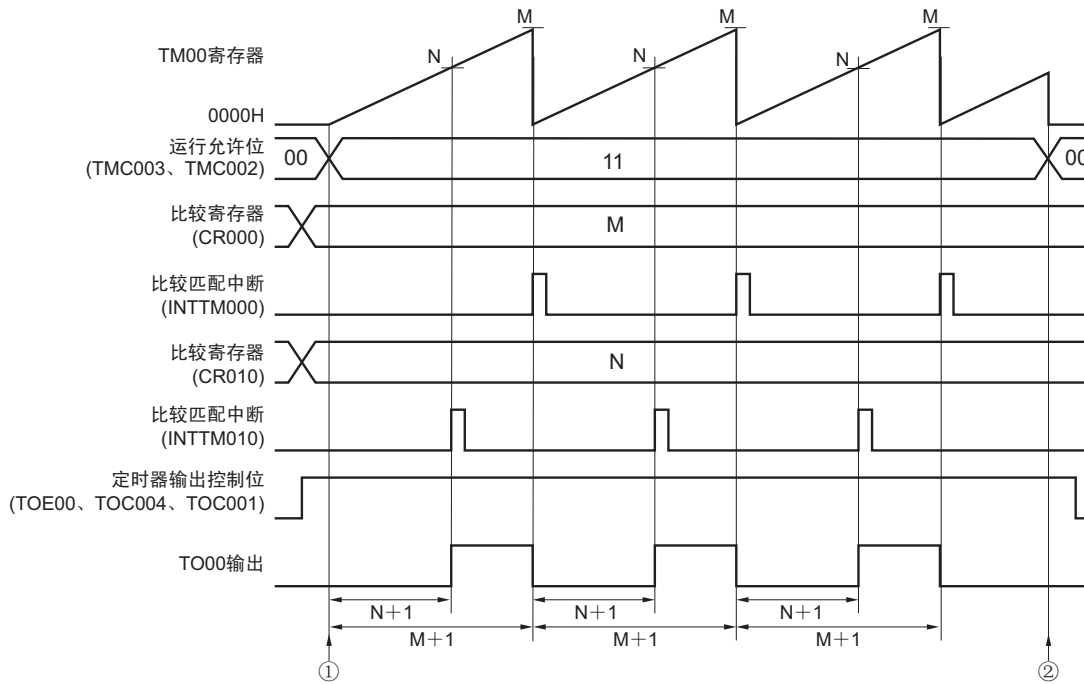 M
M
M
N
N
N
TM00寄存器
0000H
运行允许位
(TMC003、TMC002)
00
11
00
比较寄存器
(CR000)
M
比较匹配中断
(INTTM000)
比较寄存器
(CR010)
N
比较匹配中断
(INTTM010)
定时器输出控制位
(TOE00、TOC004、TOC001)
TO00输出
N+1
N+1
N+1
M+1
M+1
M+1
①
②